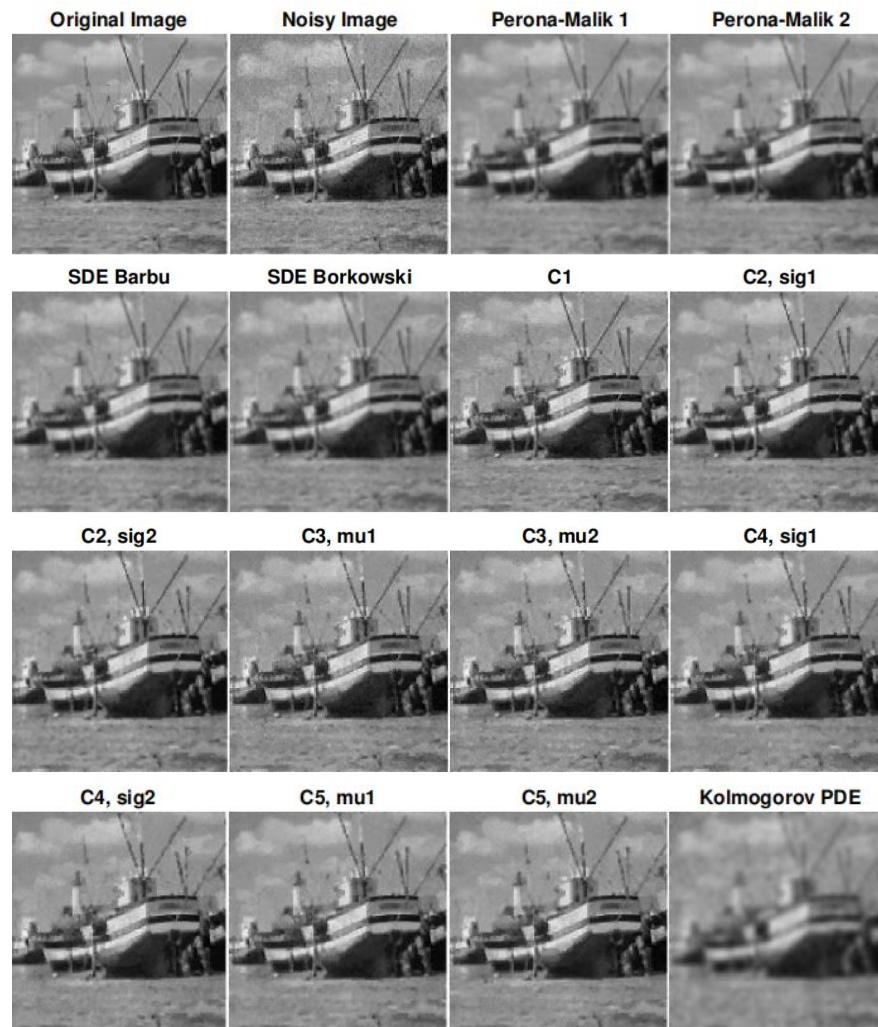 Original Image Noisy Image Perona-Malik 1 Perona-Malik 2
SDE Barbu SDE Borkowski C1 C2, sig1
C2, sig2 C3, mu1 C3, mu2 C4, sig1
C4, sig2 C5, mu1 C5, mu2 Kolmogorov PDE